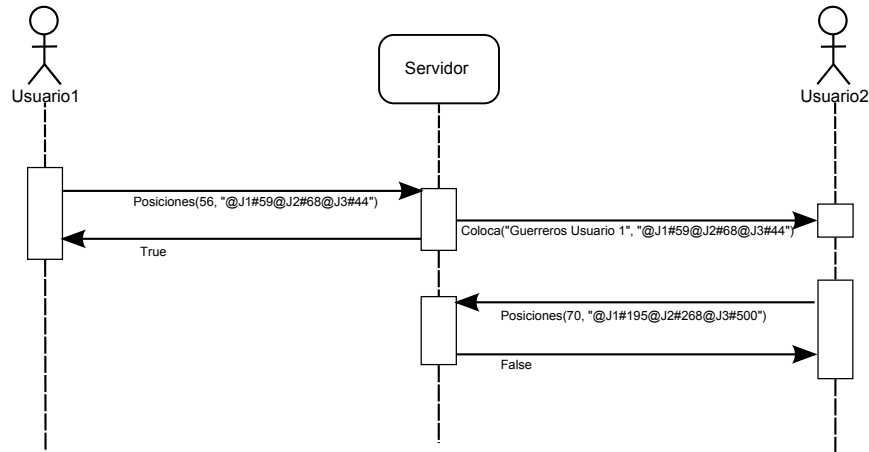 Servidor
Usuario1
Usuario2
Posiciones(56, "@J1#59@J2#68@J3#44")
Coloca("Guerreros Usuario 1", "@J1#59@J2#68@J3#44")
True
Posiciones(70, "@J1#195@J2#268@J3#500")
False